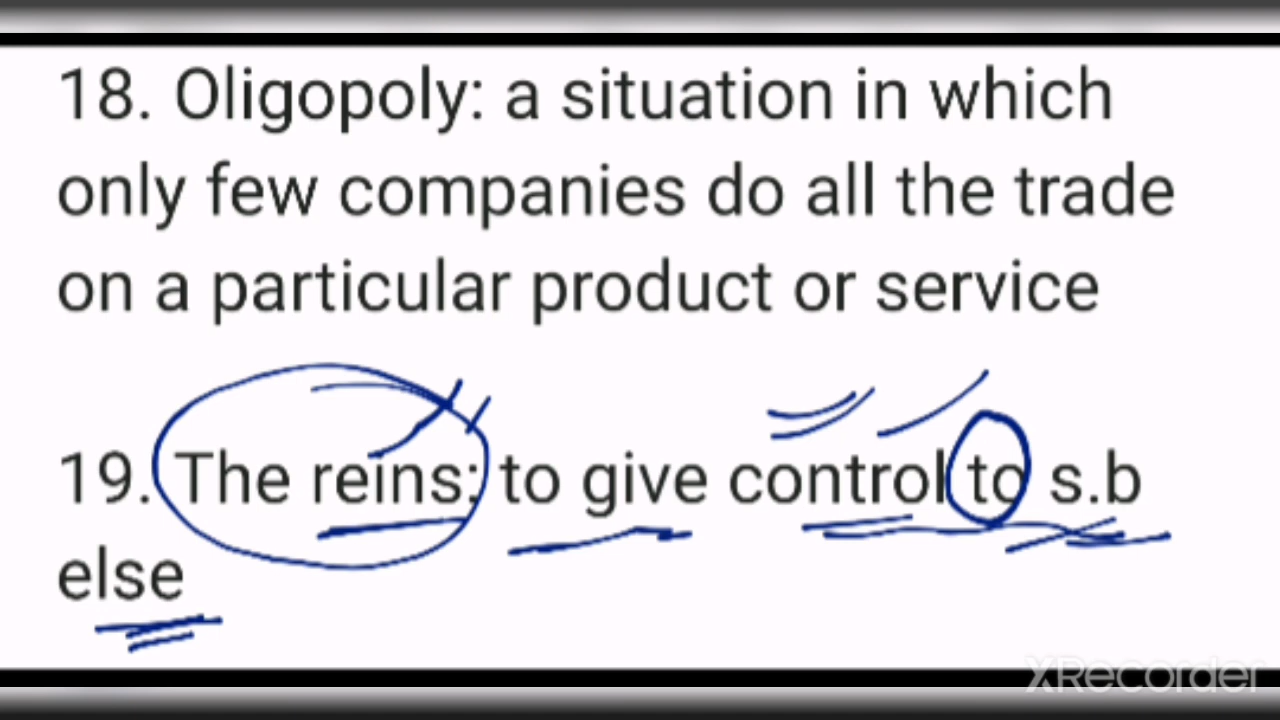 18. Oligopoly: a situation in which
only few companies do all the trade
on a particular product or service
19. The reins: to give control to s.b
else
XRecorder